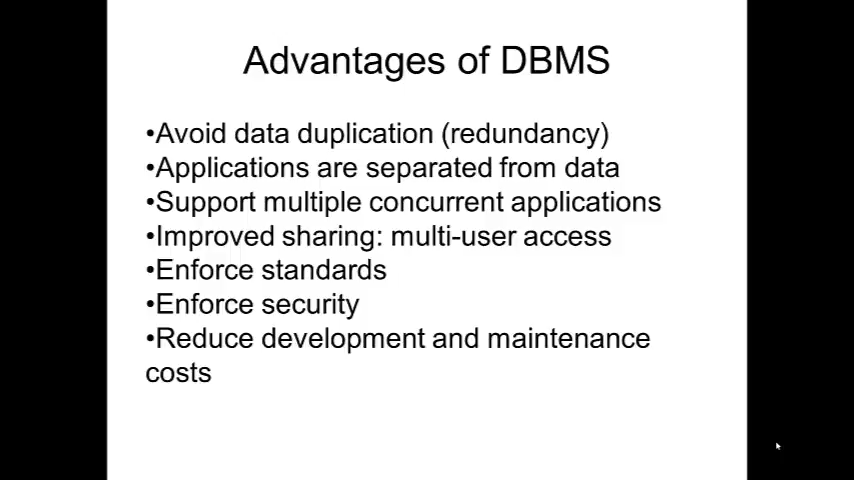 Advantages of DBMS
•Avoid data duplication (redundancy)
•Applications are separated from data
•Support multiple concurrent applications
•Improved sharing: multi-user access
•Enforce standards
•Enforce security
•Reduce development and maintenance
costs